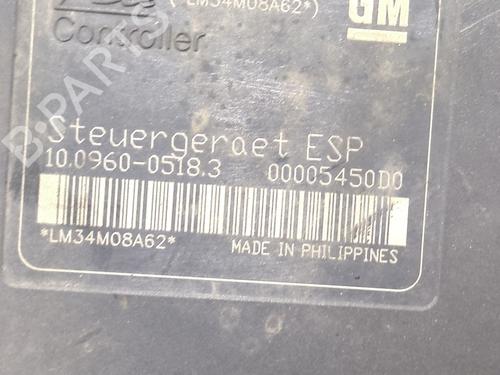 (*LM34M08A62*)
GM
Controller
Steuergeraet ESP
10.0960-0518.3 00005450D0
*LM34M08A62* MADE IN PHILIPPINES
B-PARTS